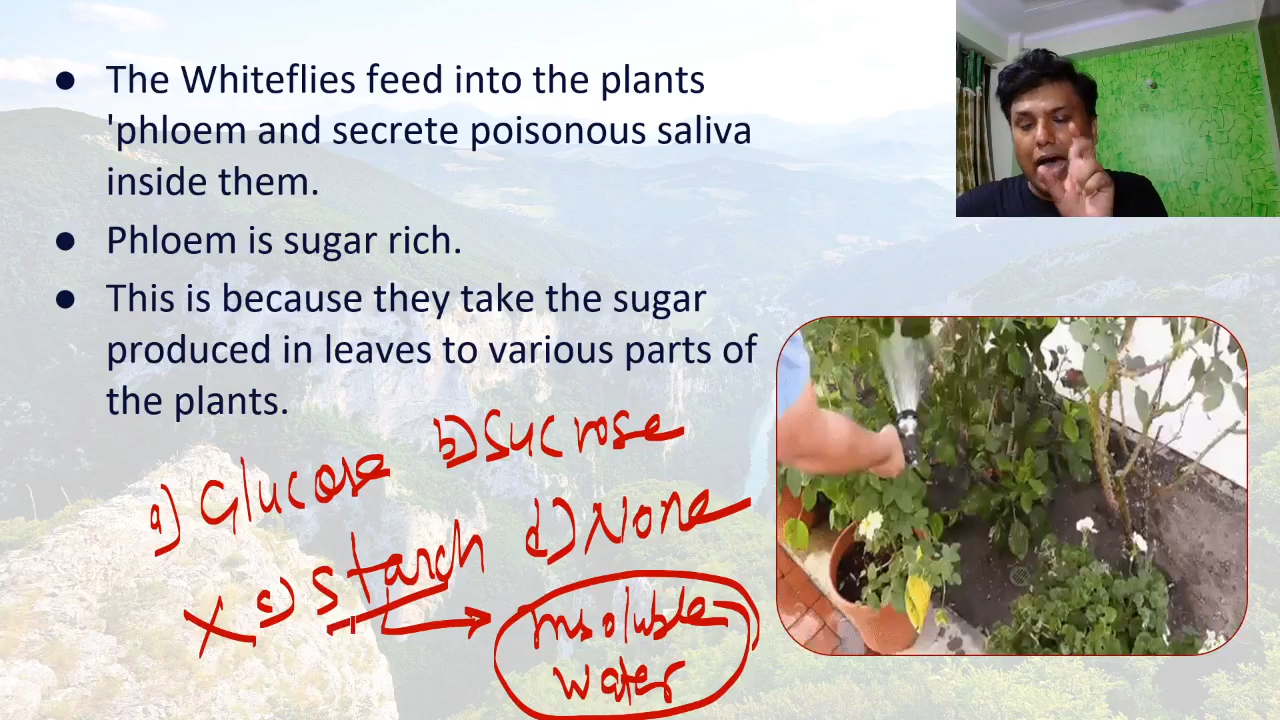 ● The Whiteflies feed into the plants
'phloem and secrete poisonous saliva
inside them.
● Phloem is sugar rich.
● This is because they take the sugar
produced in leaves to various parts of
the plants.
a) Glucose b) Sucrose
c) Starch d) None
Insoluble
water